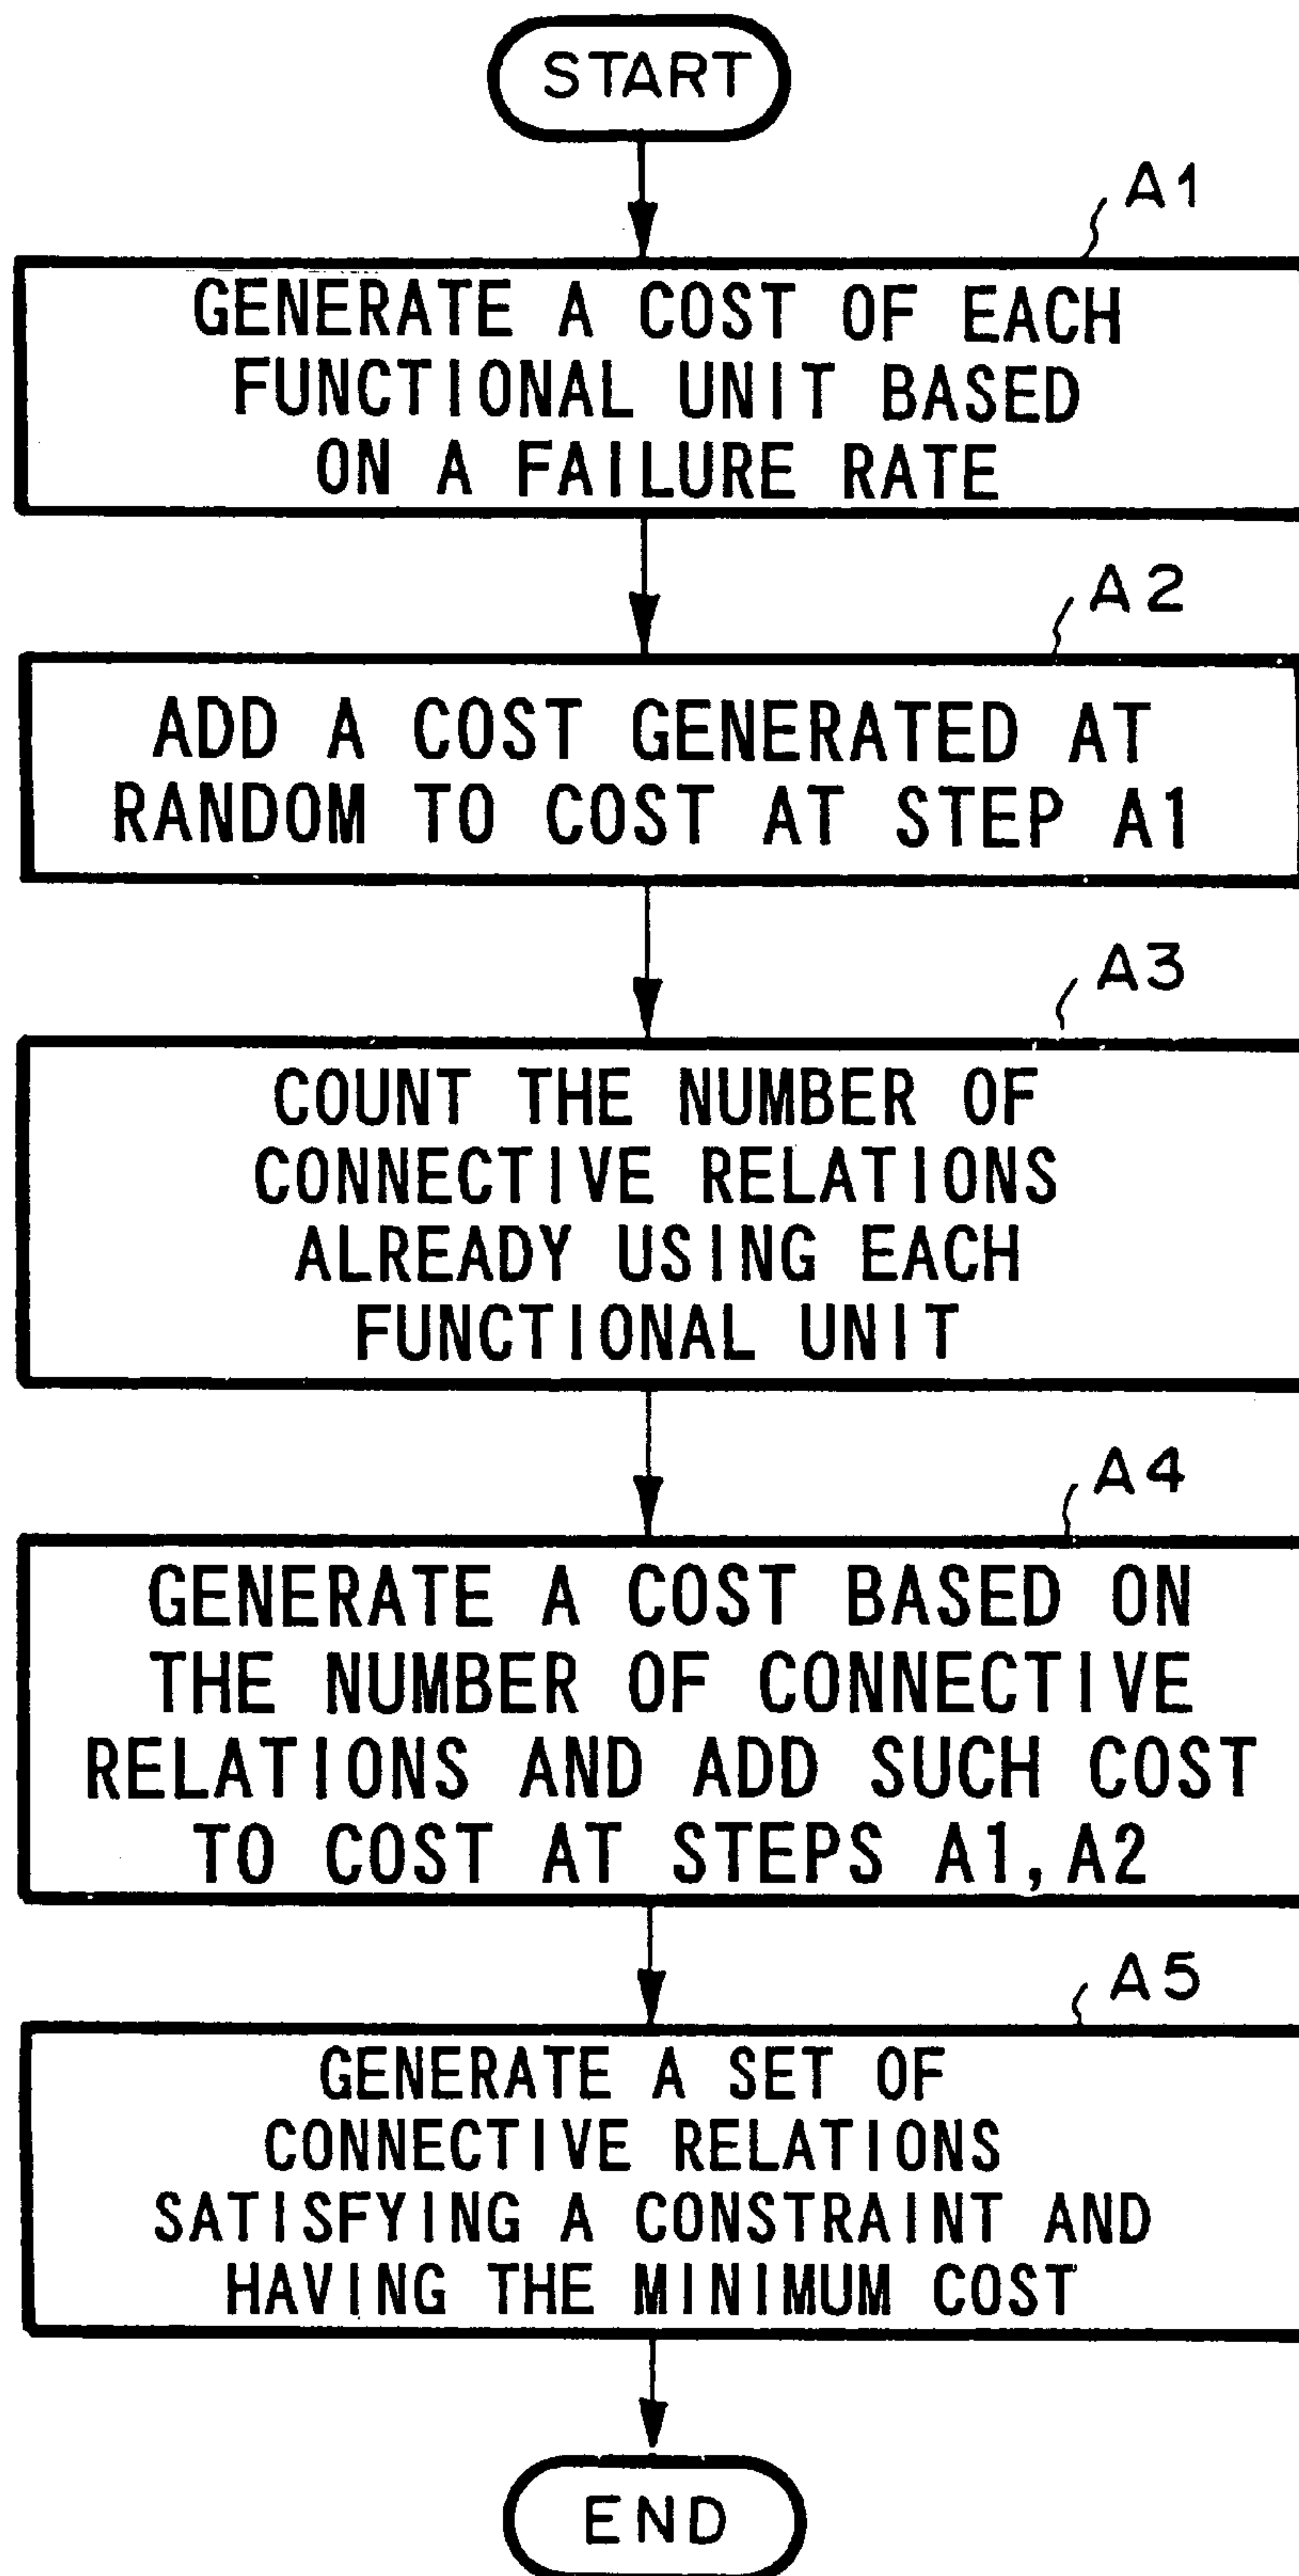 START
A1
GENERATE A COST OF EACH
FUNCTIONAL UNIT BASED
ON A FAILURE RATE
A2
ADD A COST GENERATED AT
RANDOM TO COST AT STEP A1
A3
COUNT THE NUMBER OF
CONNECTIVE RELATIONS
ALREADY USING EACH
FUNCTIONAL UNIT
A4
GENERATE A COST BASED ON
THE NUMBER OF CONNECTIVE
RELATIONS AND ADD SUCH COST
TO COST AT STEPS A1,A2
A5
GENERATE A SET OF
CONNECTIVE RELATIONS
SATISFYING A CONSTRAINT AND
HAVING THE MINIMUM COST
END